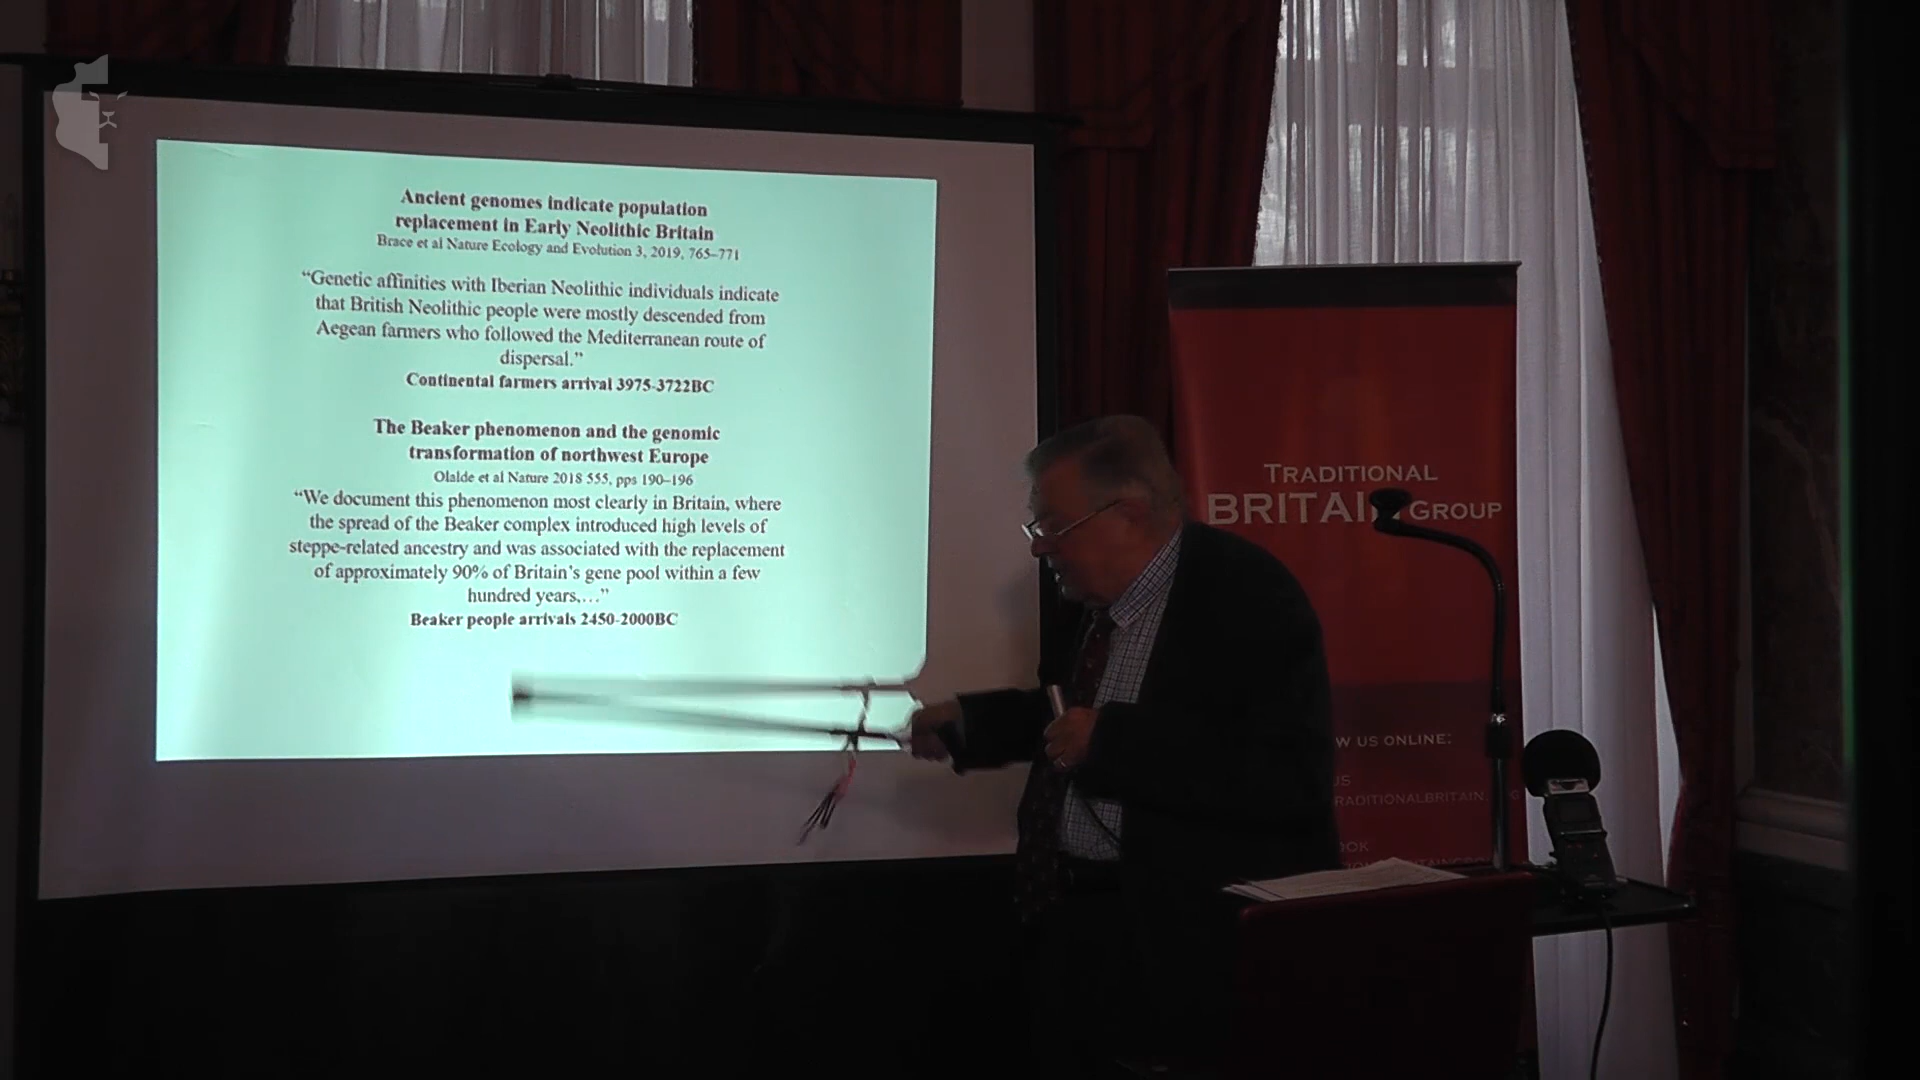 Ancient genomes indicate population
replacement in Early Neolithic Britain
Brace et al Nature Ecology and Evolution 3, 2019, 765–771
“Genetic affinities with Iberian Neolithic individuals indicate
that British Neolithic people were mostly descended from
Aegean farmers who followed the Mediterranean route of
dispersal.”
Continental farmers arrival 3975-3722BC
The Beaker phenomenon and the genomic
transformation of northwest Europe
Olalde et al Nature 2018 555, pps 190–196
“We document this phenomenon most clearly in Britain, where
the spread of the Beaker complex introduced high levels of
steppe-related ancestry and was associated with the replacement
of approximately 90% of Britain’s gene pool within a few
hundred years,…”
Beaker people arrivals 2450-2000BC
TRADITIONAL
BRITAI GROUP
W US ONLINE:
US
RADITIONALBRITAIN.
OOK